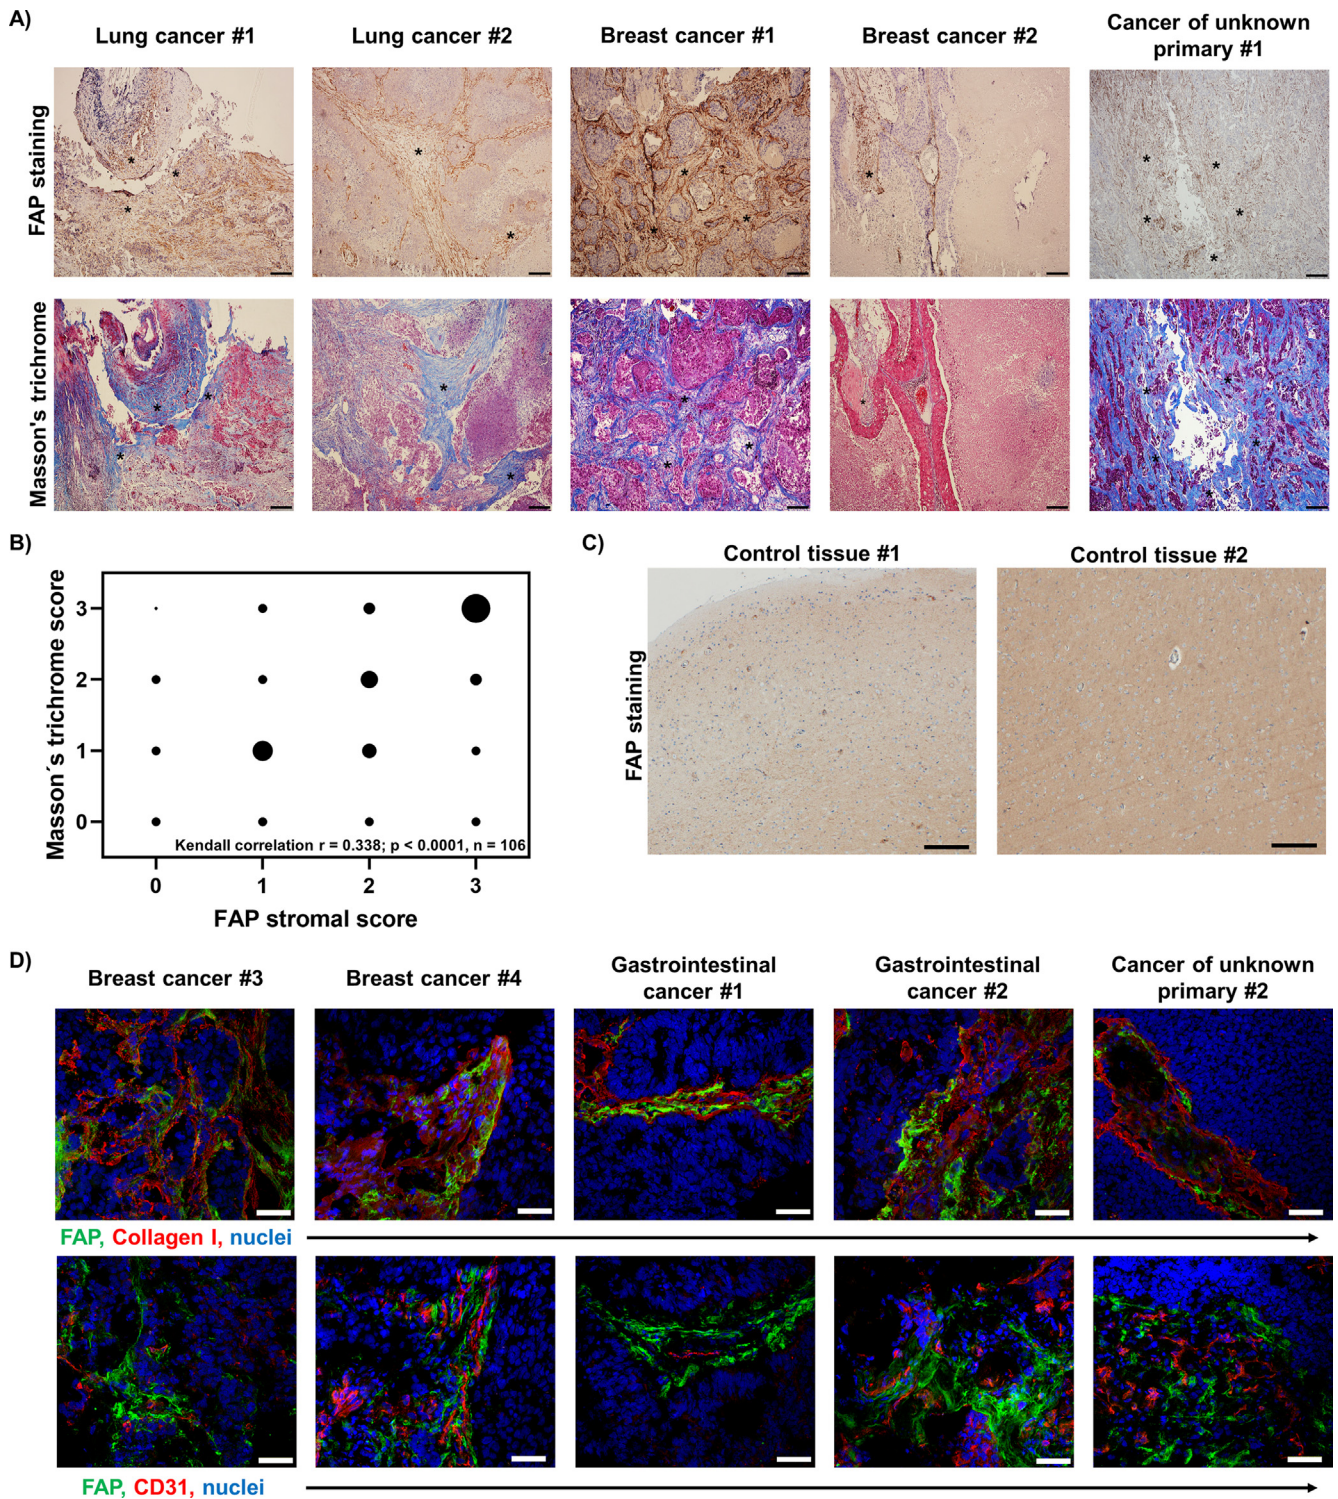 A)
Lung cancer #1
Lung cancer #2
Breast cancer #1
Breast cancer #2
Cancer of unknown
primary #1
FAP staining
* * *
* *
* * *
*
* * * * *
Masson's trichrome
* * *
* *
* * *
*
* * * * *
B)
Masson´s trichrome score
3
2
1
0
Kendall correlation r = 0.338; p < 0.0001, n = 106
0 1 2 3
FAP stromal score
C)
Control tissue #1
Control tissue #2
FAP staining
D)
Breast cancer #3
Breast cancer #4
Gastrointestinal
cancer #1
Gastrointestinal
cancer #2
Cancer of unknown
primary #2
FAP, Collagen I, nuclei
FAP, CD31, nuclei